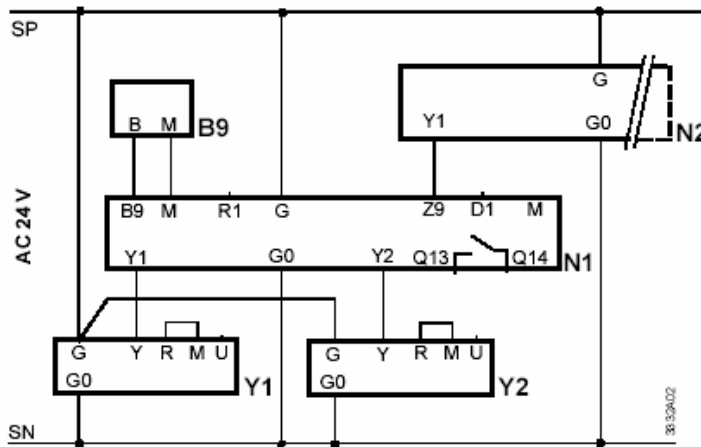 SP
G
B M B9
Y1 G0 N2
AC 24 V
B9 M R1 G Z9 D1 M
Y1 G0 Y2 Q13 Q14 N1
G Y R M U
G0 Y1
G Y R M U
G0 Y2
SN
3332A02